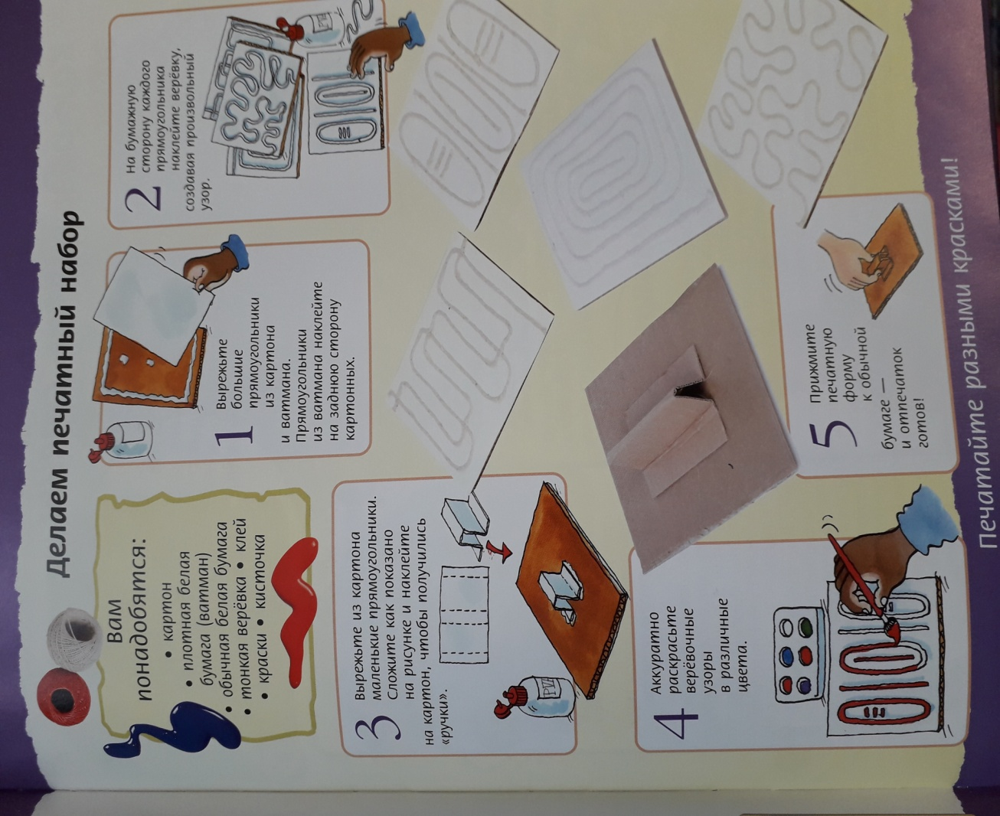 Делаем печатный набор
Вам
понадобятся:
• картон
• плотная белая
бумага (ватман)
• обычная белая бумага
• тонкая верёвка • клей
• краски • кисточка
1 Вырежьте
большие
прямоугольники
из картона
и ватмана.
Прямоугольники
из ватмана наклейте
на заднюю сторону
картонных.
2 На бумажную
сторону каждого
прямоугольника
наклейте верёвку,
создавая произвольный
узор.
3 Вырежьте из картона
маленькие прямоугольники.
Сложите как показано
на рисунке и наклейте
на картон, чтобы получились
«ручки».
4 Аккуратно
раскрасьте
верёвочные
узоры
в различные
цвета.
5 Прижмите
печатную
форму
к обычной
бумаге —
и отпечаток
готов!
Печатайте разными красками!